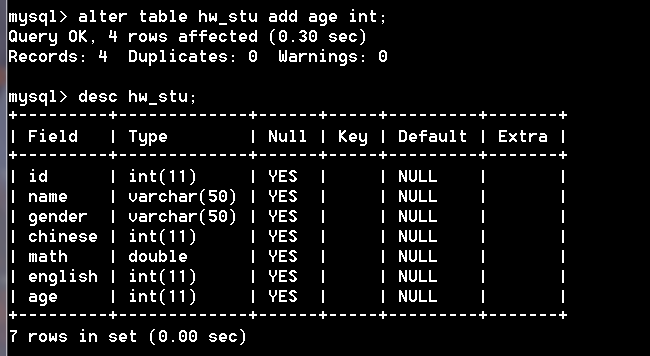 mysql> alter table hw_stu add age int;
Query OK, 4 rows affected (0.30 sec)
Records: 4  Duplicates: 0  Warnings: 0

mysql> desc hw_stu;
+---------+-------------+------+-----+---------+-------+
| Field   | Type        | Null | Key | Default | Extra |
+---------+-------------+------+-----+---------+-------+
| id      | int(11)     | YES  |     | NULL    |       |
| name    | varchar(50) | YES  |     | NULL    |       |
| gender  | varchar(50) | YES  |     | NULL    |       |
| chinese | int(11)     | YES  |     | NULL    |       |
| math    | double      | YES  |     | NULL    |       |
| english | int(11)     | YES  |     | NULL    |       |
| age     | int(11)     | YES  |     | NULL    |       |
+---------+-------------+------+-----+---------+-------+
7 rows in set (0.00 sec)